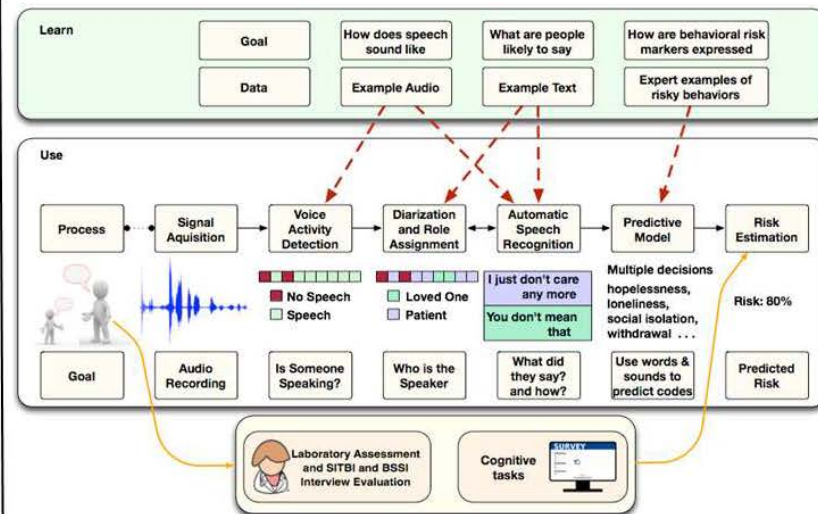 Learn
Goal
How does speech
sound like
What are people
likely to say
How are behavioral risk
markers expressed
Data
Example Audio
Example Text
Expert examples of
risky behaviors
Use
Process
Signal
Aquisition
Voice
Activity
Detection
Diarization and Role
Assignment
Automatic
Speech
Recognition
Predictive
Model
Risk
Estimation
No Speech
Speech
Loved One
Patient
I just don't care
any more
You don't mean
that
Multiple decisions
hopelessness,
loneliness,
social isolation,
withdrawal . . .
Risk: 80%
Goal
Audio
Recording
Is Someone
Speaking?
Who is the
Speaker
What did
they say?
and how?
Use words &
sounds to
predict codes
Predicted
Risk
Laboratory Assessment
and SITBI and BSSI
Interview Evaluation
Cognitive
tasks
SURVEY